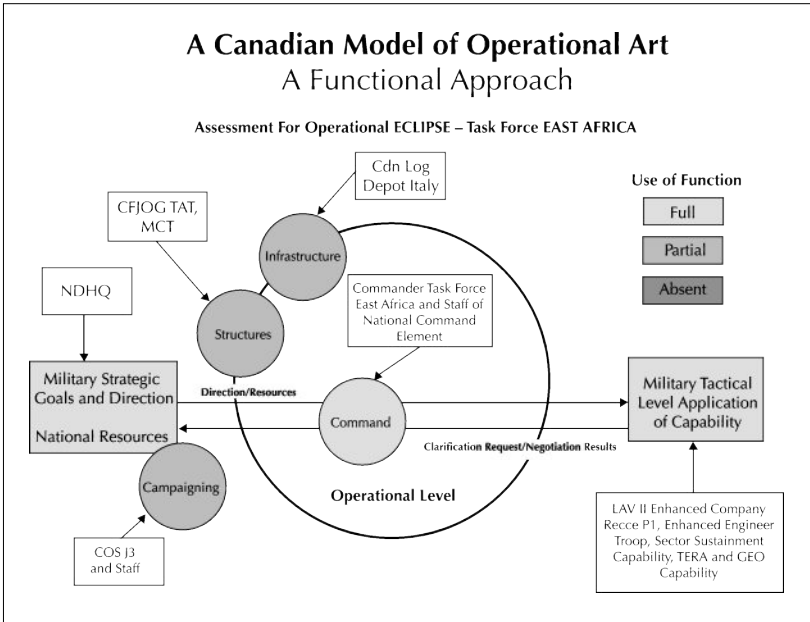 A Canadian Model of Operational Art
A Functional Approach
Assessment For Operational ECLIPSE – Task Force EAST AFRICA
Cdn Log
Depot Italy
Use of Function
Full
Partial
Absent
CFJOG TAT,
MCT
Infrastructure
NDHQ
Commander Task Force
East Africa and Staff of
National Command
Element
Structures
Military Strategic
Goals and Direction
National Resources
Direction/Resources
Command
Military Tactical
Level Application
of Capability
Clarification Request/Negotiation Results
Campaigning
Operational Level
COS J3
and Staff
LAV II Enhanced Company
Recce P1, Enhanced Engineer
Troop, Sector Sustainment
Capability, TERA and GEO
Capability